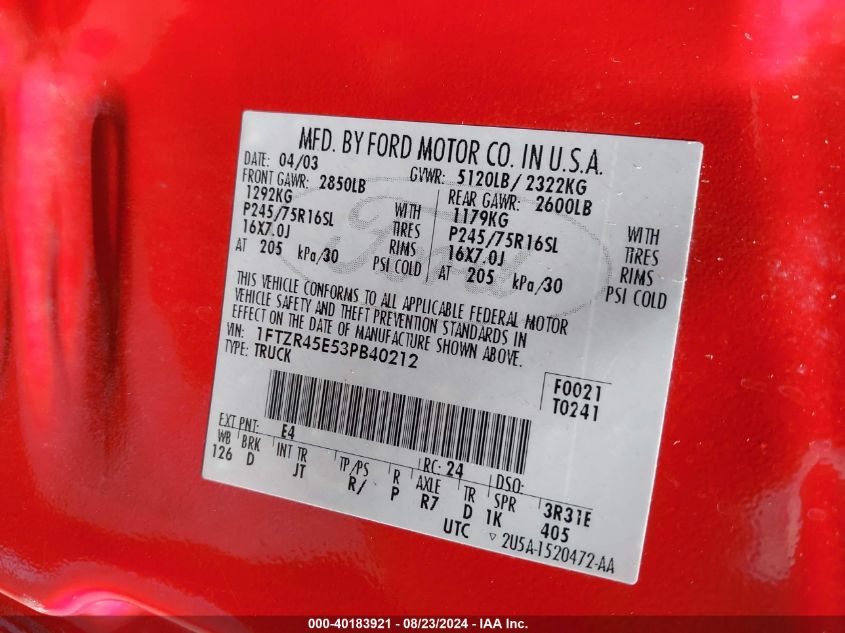 MFD. BY FORD MOTOR CO. IN U.S.A.
DATE: 04/03 GVWR: 5120LB/ 2322KG
FRONT GAWR: 2850LB REAR GAWR: 2600LB
1292KG WITH 1179KG WITH
P245/75R16SL TIRES P245/75R16SL TIRES
16X7.0J RIMS 16X7.0J RIMS
AT 205 kPa/30 PSI COLD AT 205 kPa/30 PSI COLD
Ford
THIS VEHICLE CONFORMS TO ALL APPLICABLE FEDERAL MOTOR
VEHICLE SAFETY AND THEFT PREVENTION STANDARDS IN
EFFECT ON THE DATE OF MANUFACTURE SHOWN ABOVE.
VIN: 1FTZR45E53PB40212
TYPE: TRUCK
F0021
T0241
EXT PNT: E4 RC: 24 DSO:
WB BRK INT TR TP/PS R AXLE TR SPR 3R31E
126 D JT R/ P R7 D 1K 405
UTC ▽ 2U5A-1520472-AA
000-40183921 - 08/23/2024 - IAA Inc.